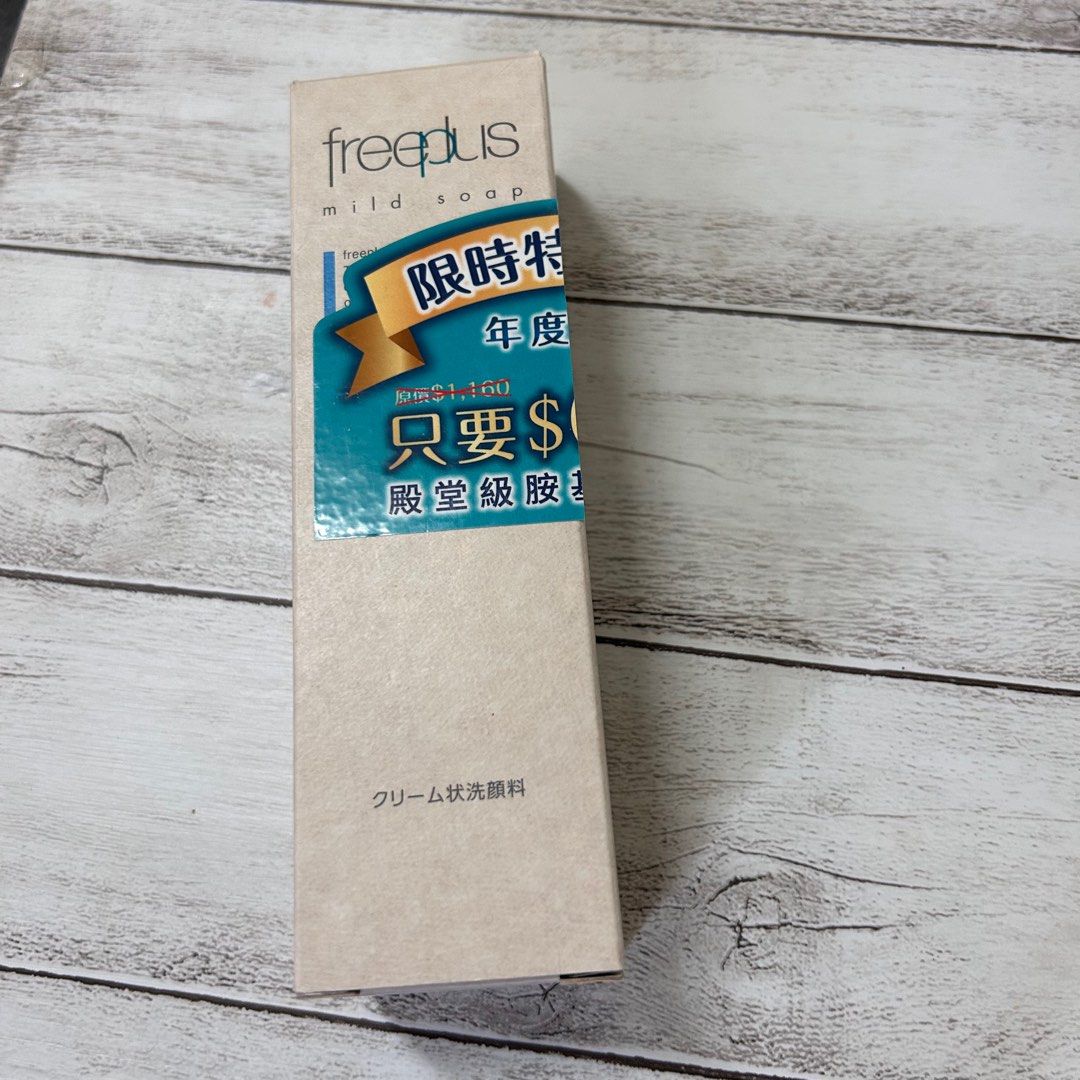 freeplus
mild soap
限時特
年度
原價$1,160
只要$
殿堂級胺
クリーム状洗顔料